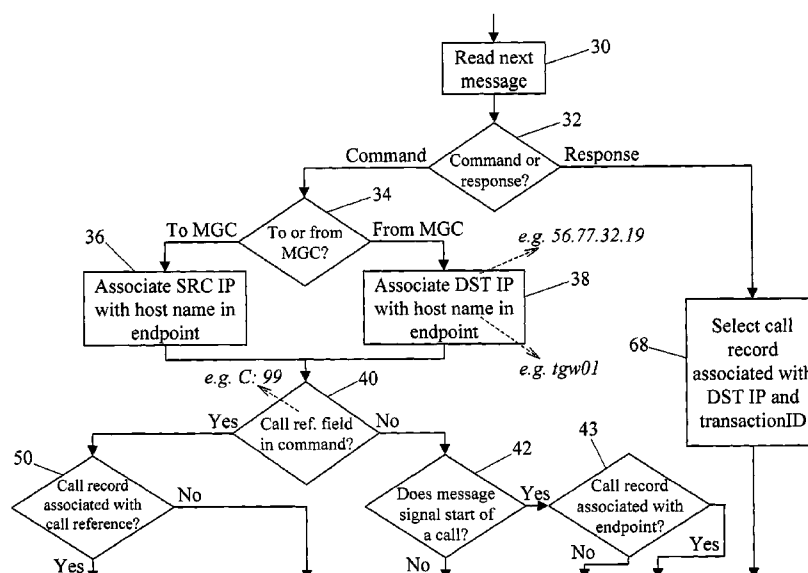 Read next
message
30
32
Command
Command or
response?
Response
34
To MGC
To or from
MGC?
From MGC
e.g. 56.77.32.19
36
Associate SRC IP
with host name in
endpoint
Associate DST IP
with host name in
endpoint
38
e.g. tgw01
68
Select call
record
associated with
DST IP and
transactionID
e.g. C: 99
40
Yes
Call ref. field
in command?
No
50
Call record
associated with
call reference?
No
Yes
42
Does message
signal start of
a call?
Yes
No
43
Call record
associated with
endpoint?
No
Yes